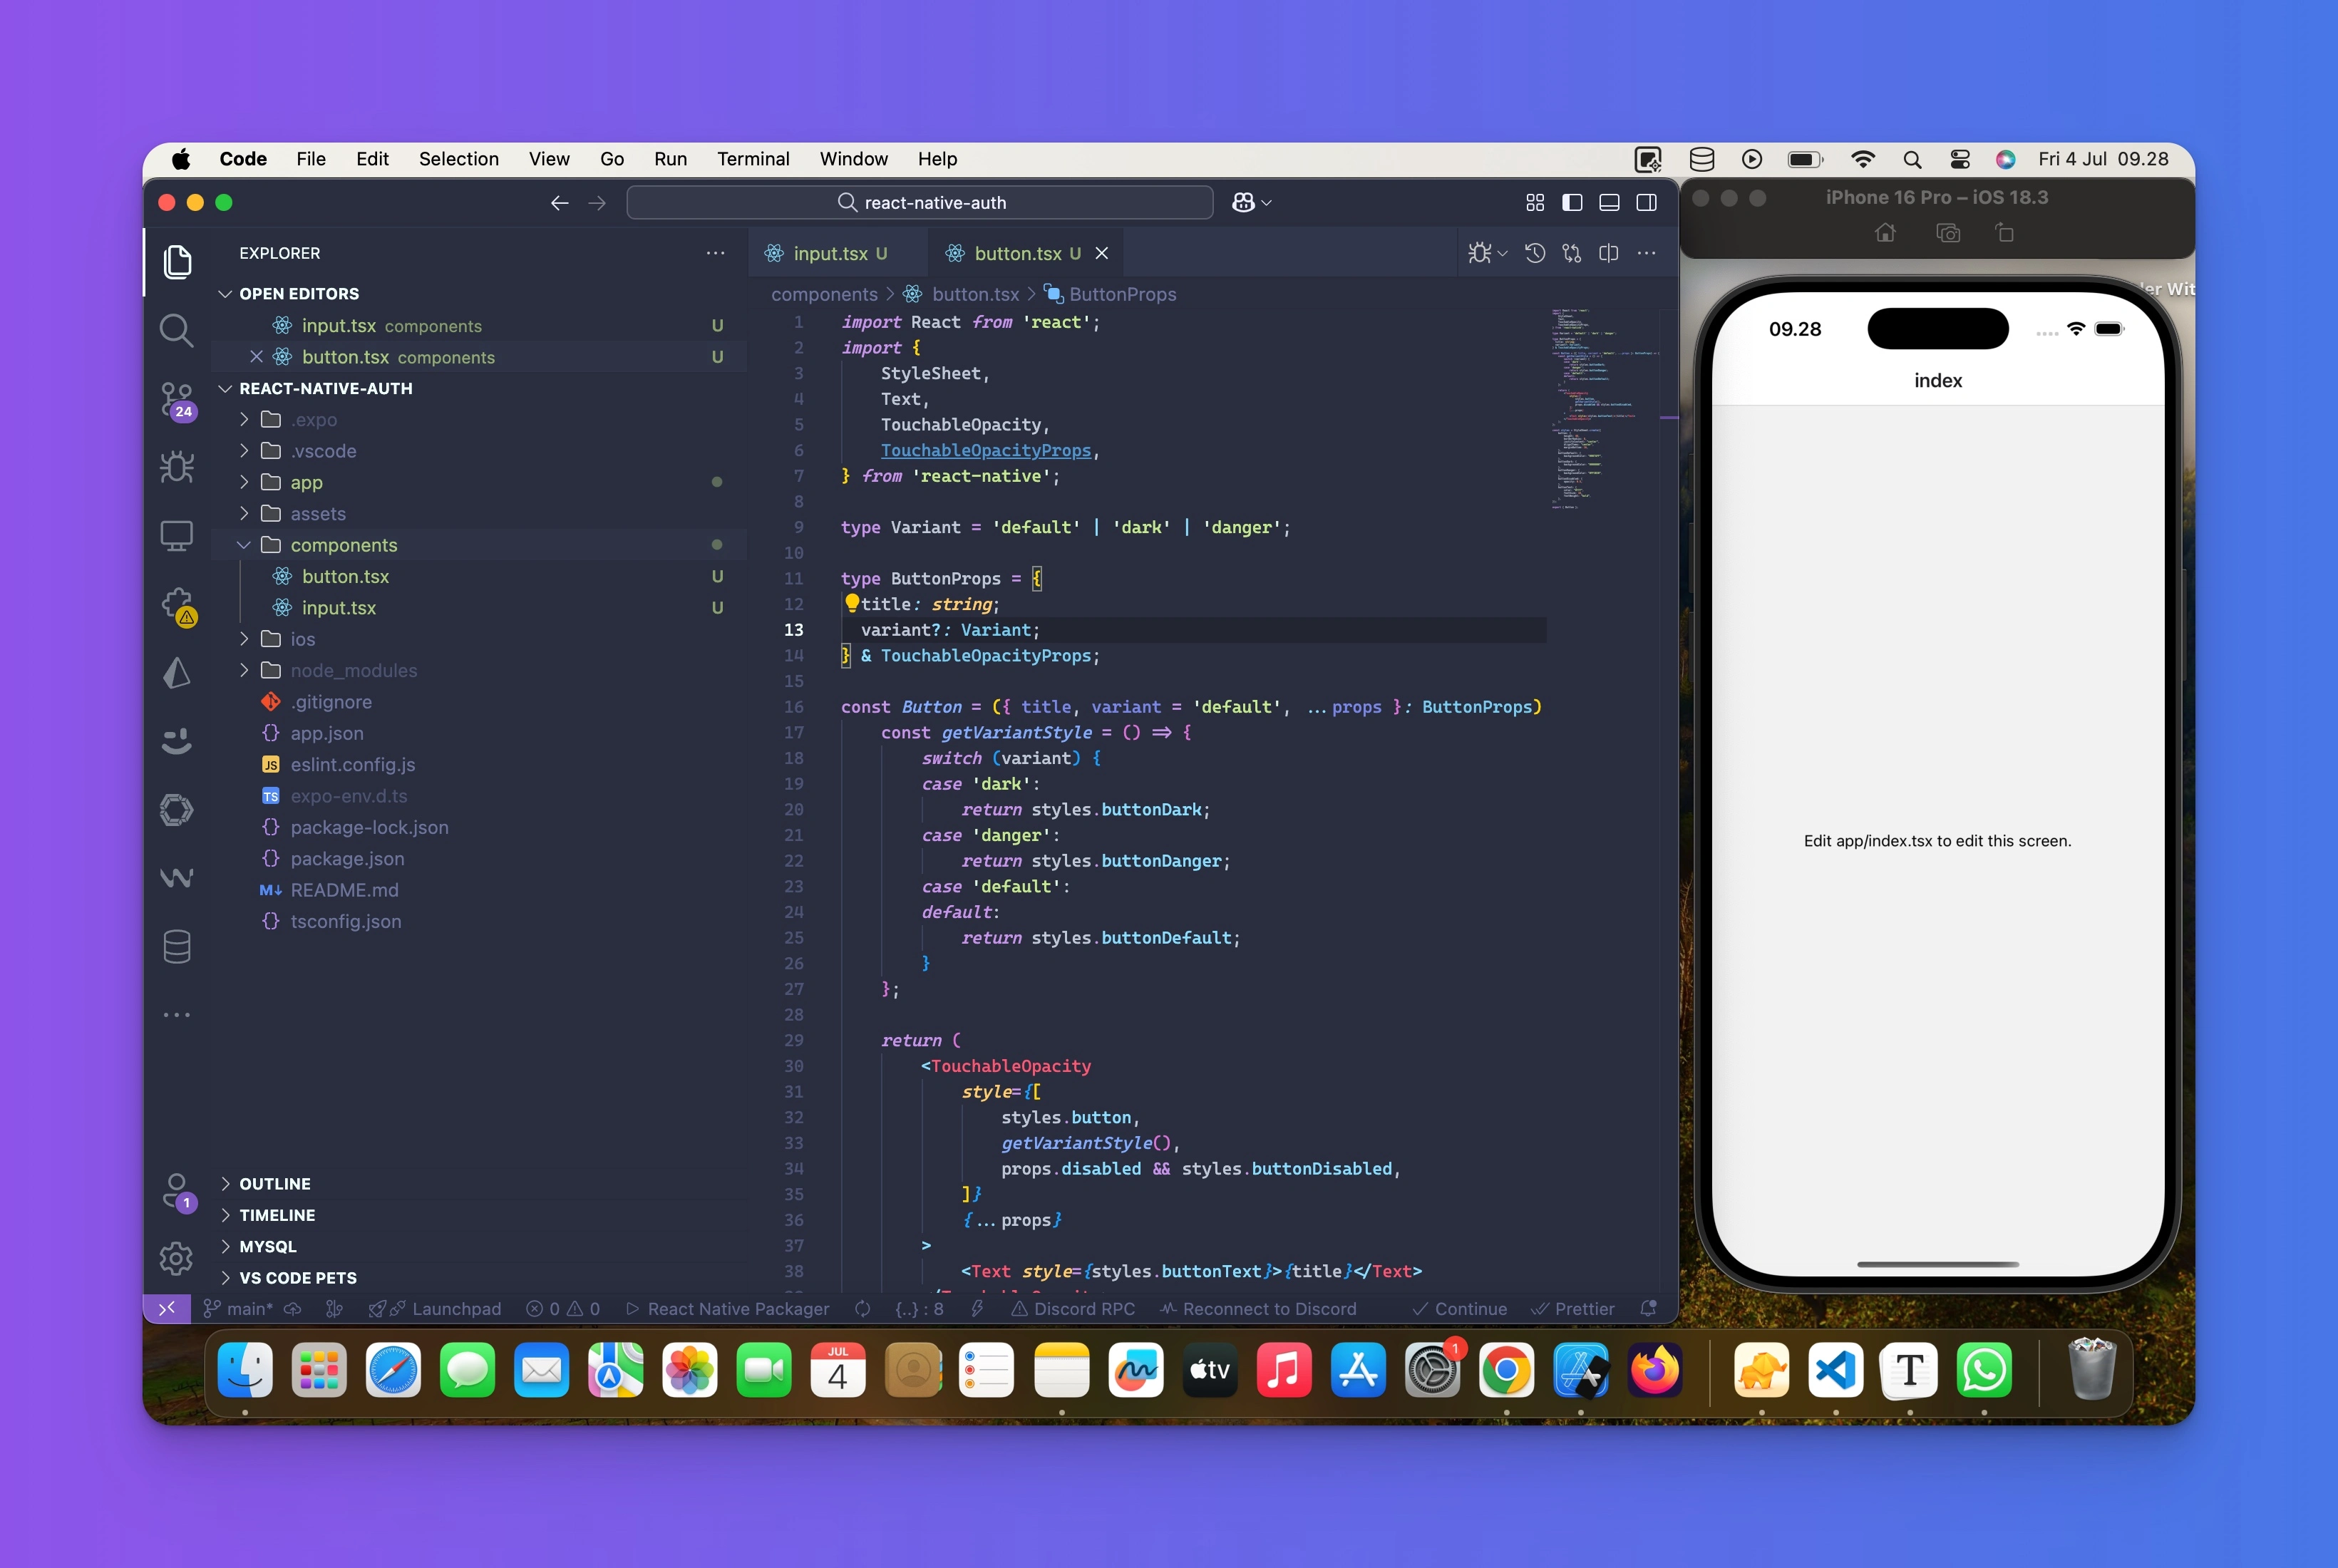 Code File Edit Selection View Go Run Terminal Window Help
Fri 4 Jul 09.28
react-native-auth
EXPLORER
OPEN EDITORS
input.tsx components U
button.tsx components U
REACT-NATIVE-AUTH
.expo
.vscode
app
assets
components
button.tsx U
input.tsx U
ios
node_modules
.gitignore
app.json
JS eslint.config.js
TS expo-env.d.ts
package-lock.json
package.json
M↓ README.md
tsconfig.json
24
1
OUTLINE
TIMELINE
MYSQL
VS CODE PETS
input.tsx U
button.tsx U
components > button.tsx > ButtonProps
1 import React from 'react';
2 import {
3 StyleSheet,
4 Text,
5 TouchableOpacity,
6 TouchableOpacityProps,
7 } from 'react-native';
8
9 type Variant = 'default' | 'dark' | 'danger';
10
11 type ButtonProps = {
12 title: string;
13 variant?: Variant;
14 } & TouchableOpacityProps;
15
16 const Button = ({ title, variant = 'default', ...props }: ButtonProps)
17 const getVariantStyle = () => {
18 switch (variant) {
19 case 'dark':
20 return styles.buttonDark;
21 case 'danger':
22 return styles.buttonDanger;
23 case 'default':
24 default:
25 return styles.buttonDefault;
26 }
27 };
28
29 return (
30 <TouchableOpacity
31 style={[
32 styles.button,
33 getVariantStyle(),
34 props.disabled && styles.buttonDisabled,
35 ]}
36 {...props}
37 >
38 <Text style={styles.buttonText}>{title}</Text>
main* Launchpad 0 0 React Native Packager {..} : 8 Discord RPC Reconnect to Discord Continue Prettier
iPhone 16 Pro – iOS 18.3
09.28
index
Edit app/index.tsx to edit this screen.
JUL
4
tv
1
T